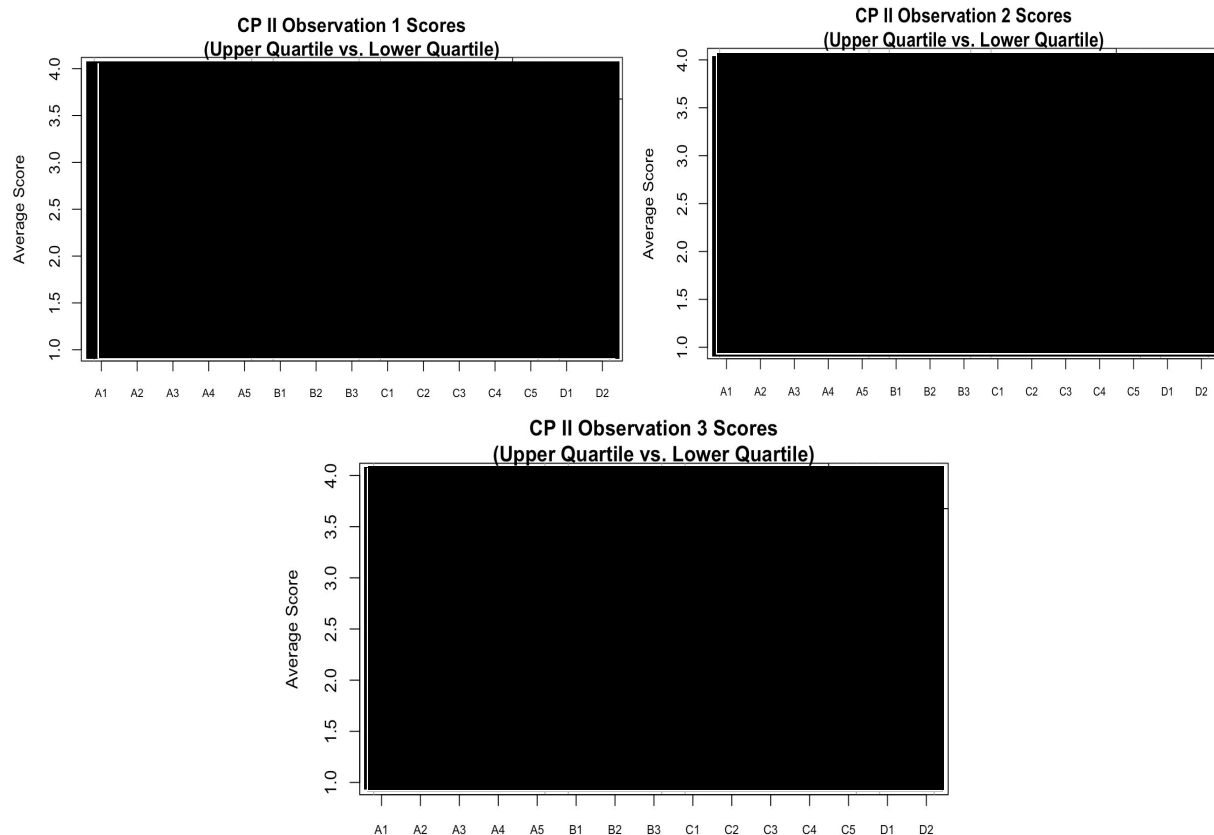 CP II Observation 1 Scores
(Upper Quartile vs. Lower Quartile)
Average Score
4.0
3.5
3.0
2.5
2.0
1.5
1.0
A1 A2 A3 A4 A5 B1 B2 B3 C1 C2 C3 C4 C5 D1 D2
CP II Observation 2 Scores
(Upper Quartile vs. Lower Quartile)
Average Score
4.0
3.5
3.0
2.5
2.0
1.5
1.0
A1 A2 A3 A4 A5 B1 B2 B3 C1 C2 C3 C4 C5 D1 D2
CP II Observation 3 Scores
(Upper Quartile vs. Lower Quartile)
Average Score
4.0
3.5
3.0
2.5
2.0
1.5
1.0
A1 A2 A3 A4 A5 B1 B2 B3 C1 C2 C3 C4 C5 D1 D2